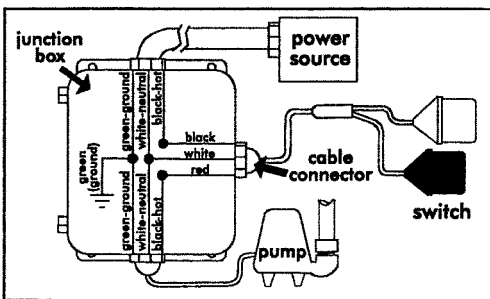 junction
box
power
source
green-ground
white-neutral
black-hot
black
white
red
green
(ground)
cable
connector
switch
green-ground
white-neutral
black-hot
pump